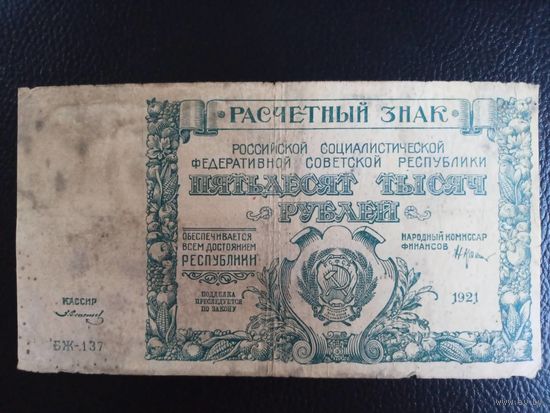 РАСЧЕТНЫЙ ЗНАК
РОССИЙСКОЙ СОЦИАЛИСТИЧЕСКОЙ
ФЕДЕРАТИВНОЙ СОВЕТСКОЙ РЕСПУБЛИКИ
ПЯТЬДЕСЯТ ТЫСЯЧ
РУБЛЕЙ
ОБЕСПЕЧИВАЕТСЯ
ВСЕМ ДОСТОЯНИЕМ
РЕСПУБЛИКИ
НАРОДНЫЙ КОМИССАР
ФИНАНСОВ
ПОДДЕЛКА
ПРЕСЛЕДУЕТСЯ
ПО ЗАКОНУ
1921
КАССИР
БЖ-137